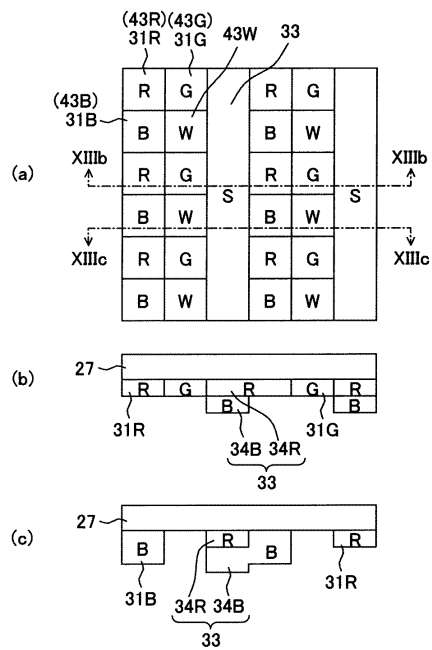 (43R) (43G)
31R 31G 43W 33
(43B)
31B
R G R G
B W B W
XIIIb XIIIb
(a)
R G R G
S S
B W B W
XIIIc XIIIc
R G R G
B W B W
(b)
27
R G R G R
B B
31R 34B 34R 31G
33
(c)
27
R
B B
31B 34R 34B 31R
33